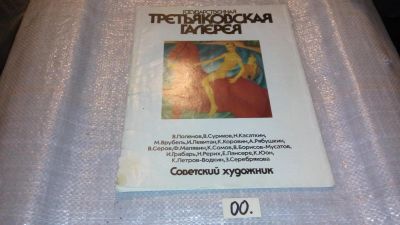 ГОСУДАРСТВЕННАЯ
ТРЕТЬЯКОВСКАЯ
ГАЛЕРЕЯ
В.Поленов, В.Суриков, Н.Касаткин,
М.Врубель, И.Левитан, К.Коровин, А.Рябушкин,
В.Серов, Ф.Малявин, К.Сомов, В.Борисов-Мусатов,
И.Грабарь, Н.Рерих, Е.Лансере, К.Юон,
К.Петров-Водкин, З.Серебрякова
Советский художник
00.